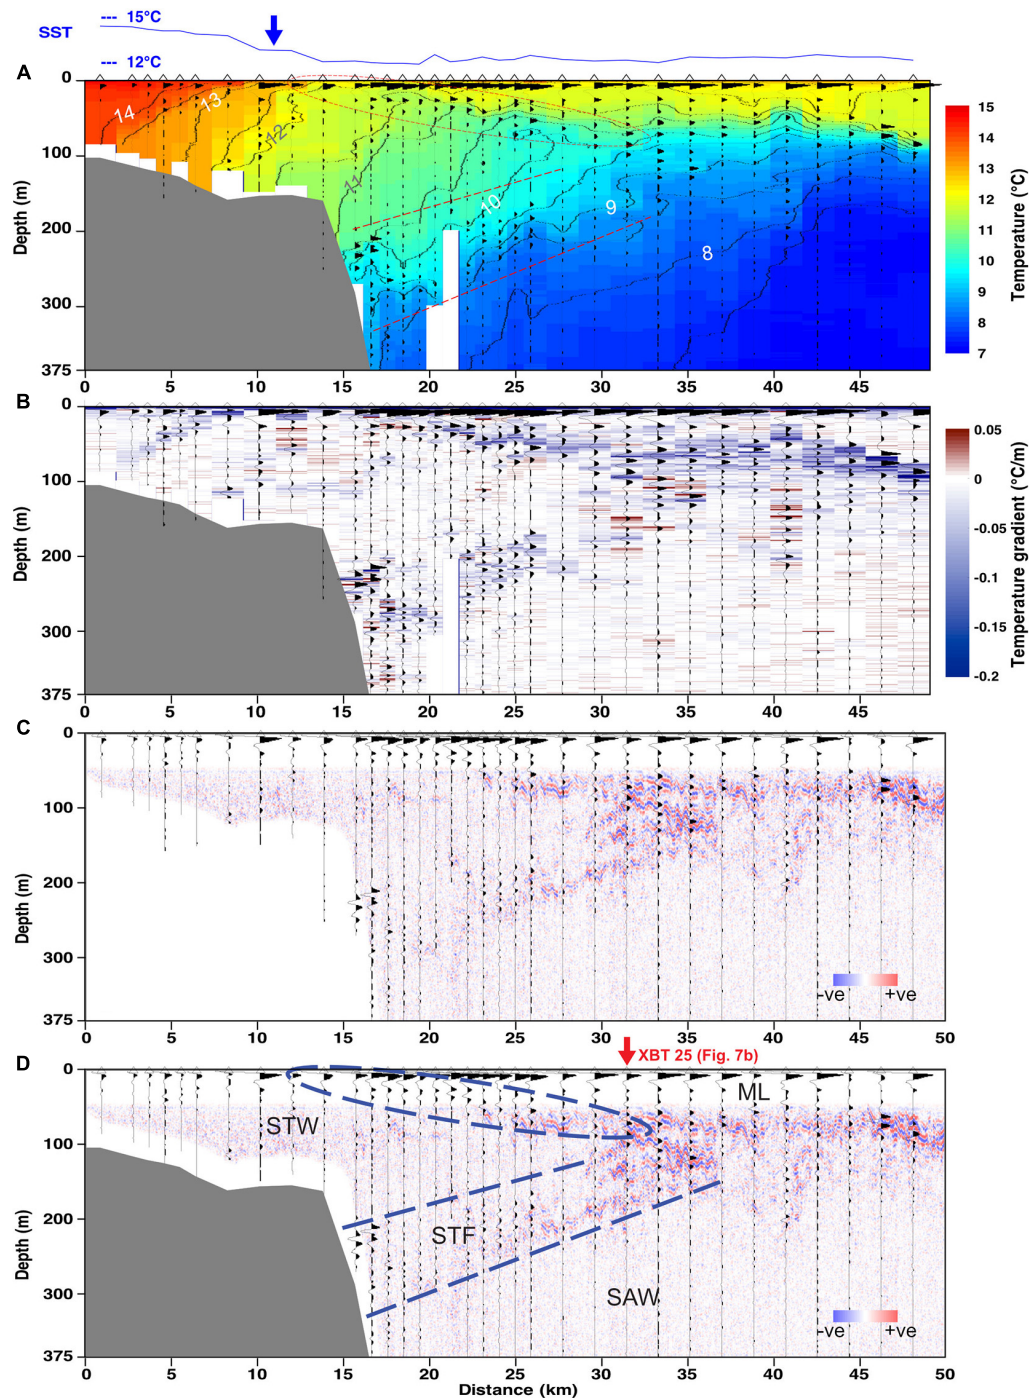 --- 15°C
SST
--- 12°C
A
0
100
200
300
375
Depth (m)
14
13
12
11
10
9
8
0 5 10 15 20 25 30 35 40 45
15
14
13
12
11
10
9
8
7
Temperature (°C)
B
0
100
200
300
375
Depth (m)
0 5 10 15 20 25 30 35 40 45
0.05
0
-0.05
-0.1
-0.15
-0.2
Temperature gradient (°C/m)
C
0
100
200
300
375
Depth (m)
-ve +ve
0 5 10 15 20 25 30 35 40 45 50
XBT 25 (Fig. 7b)
D
0
100
200
300
375
Depth (m)
ML
STW
STF
SAW
-ve +ve
0 5 10 15 20 25 30 35 40 45 50
Distance (km)